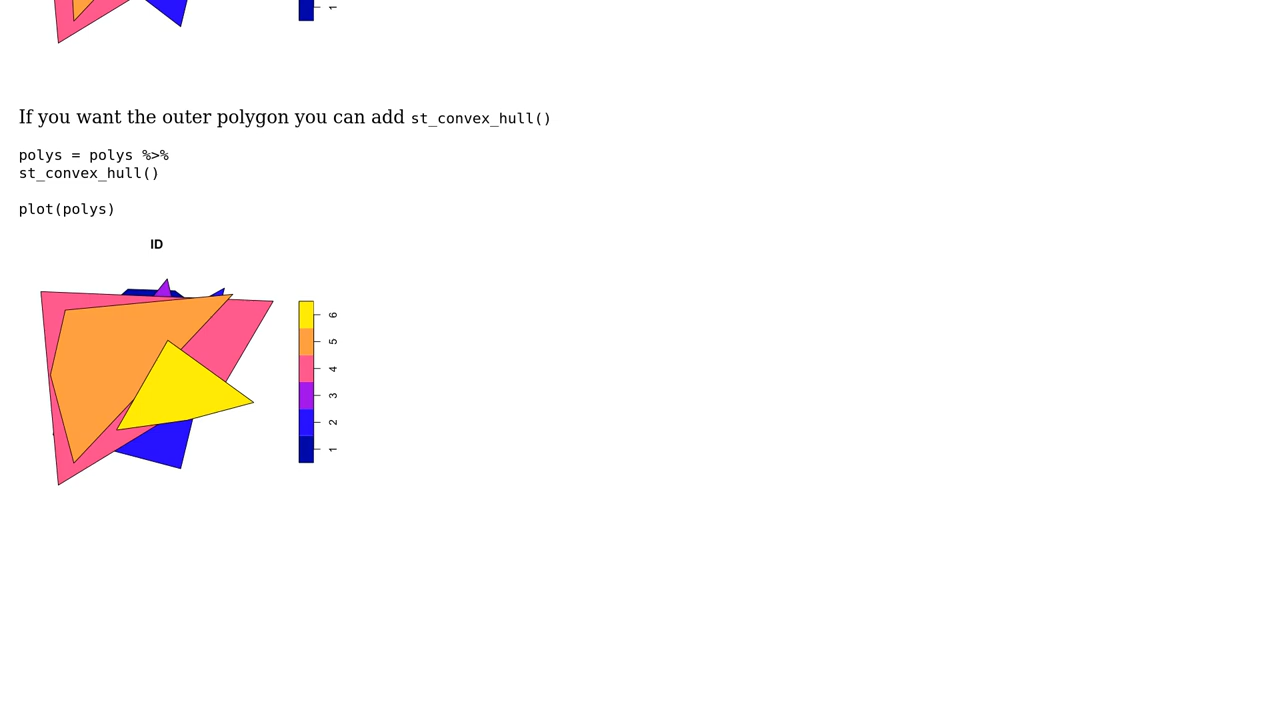 1
If you want the outer polygon you can add st_convex_hull()
polys = polys %>%
st_convex_hull()
plot(polys)
ID
6
5
4
3
2
1